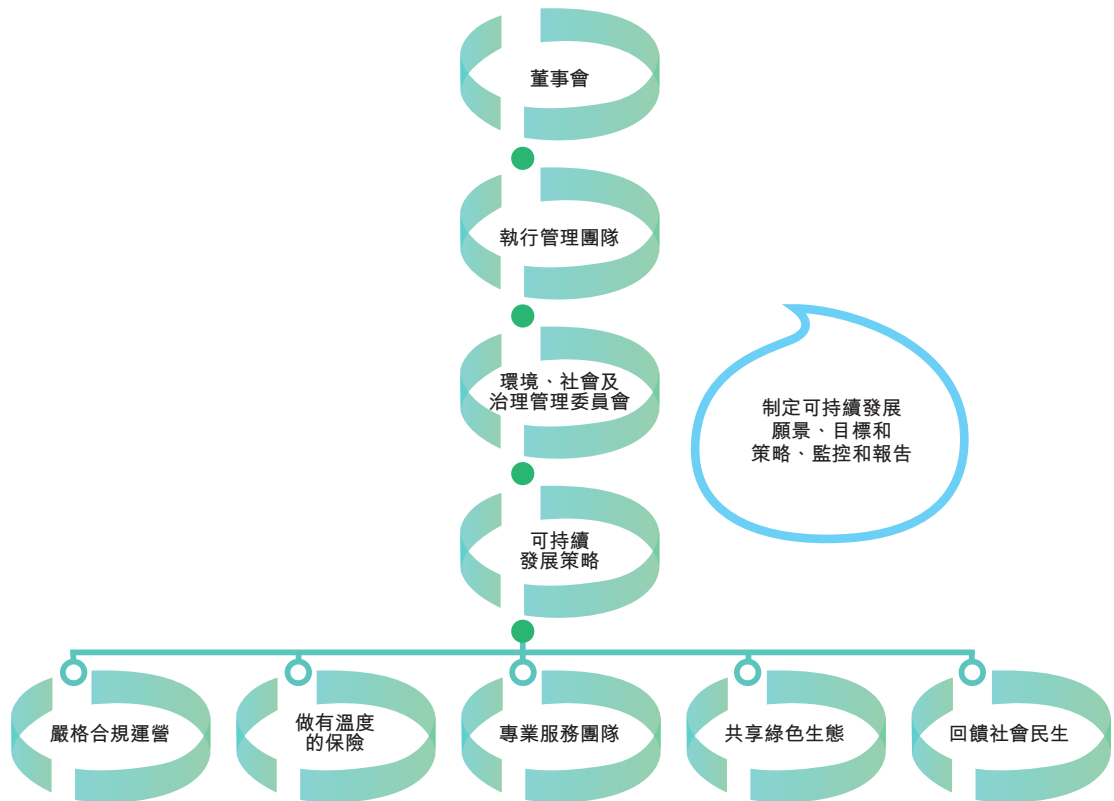 董事會
執行管理團隊
環境、社會及
治理管理委員會
制定可持續發展
願景、目標和
策略、監控和報告
可持續
發展策略
嚴格合規運營
做有溫度
的保險
專業服務團隊
共享綠色生態
回饋社會民生